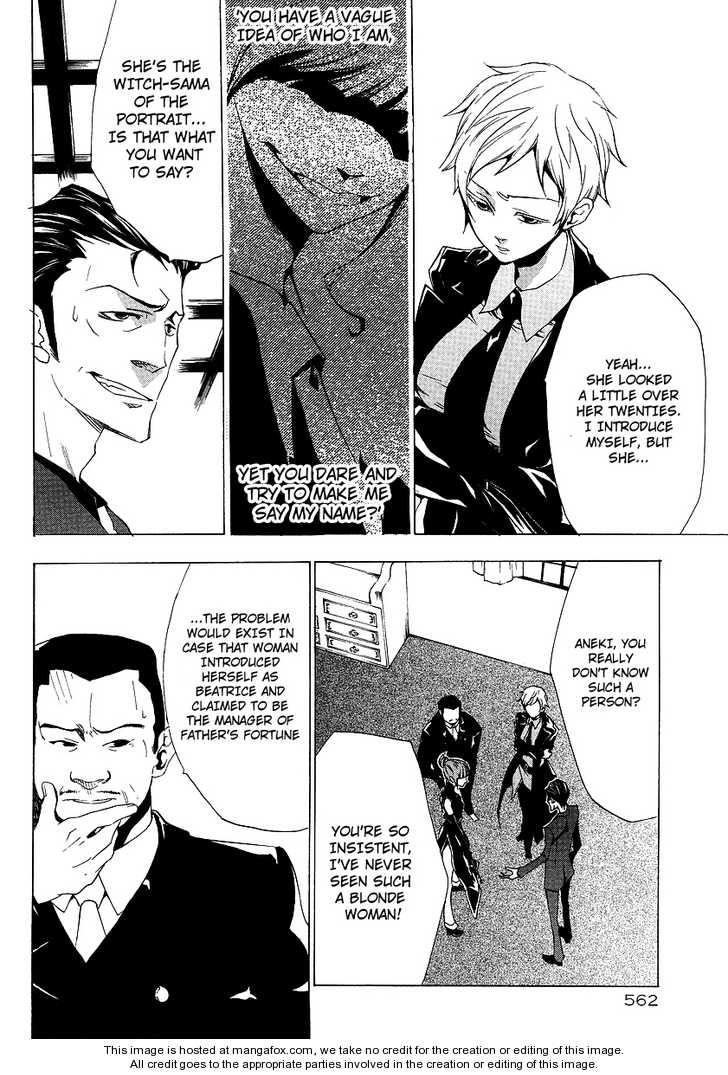 YEAH...
SHE LOOKED
A LITTLE OVER
HER TWENTIES.
I INTRODUCE
MYSELF, BUT
SHE...
'YOU HAVE A VAGUE
IDEA OF WHO I AM,
YET YOU DARE AND
TRY TO MAKE ME
SAY MY NAME?'
SHE'S THE
WITCH-SAMA
OF THE
PORTRAIT...
IS THAT WHAT
YOU WANT
TO SAY?
ANEKI, YOU
REALLY
DON'T KNOW
SUCH A
PERSON?
YOU'RE SO
INSISTENT,
I'VE NEVER
SEEN SUCH
A BLONDE
WOMAN!
...THE PROBLEM
WOULD EXIST IN
CASE THAT WOMAN
INTRODUCED
HERSELF AS
BEATRICE AND
CLAIMED TO BE
THE MANAGER OF
FATHER'S FORTUNE
562
This image is hosted at mangafox.com, we take no credit for the creation or editing of this image.
All credit goes to the appropriate parties involved in the creation or editing of this image.